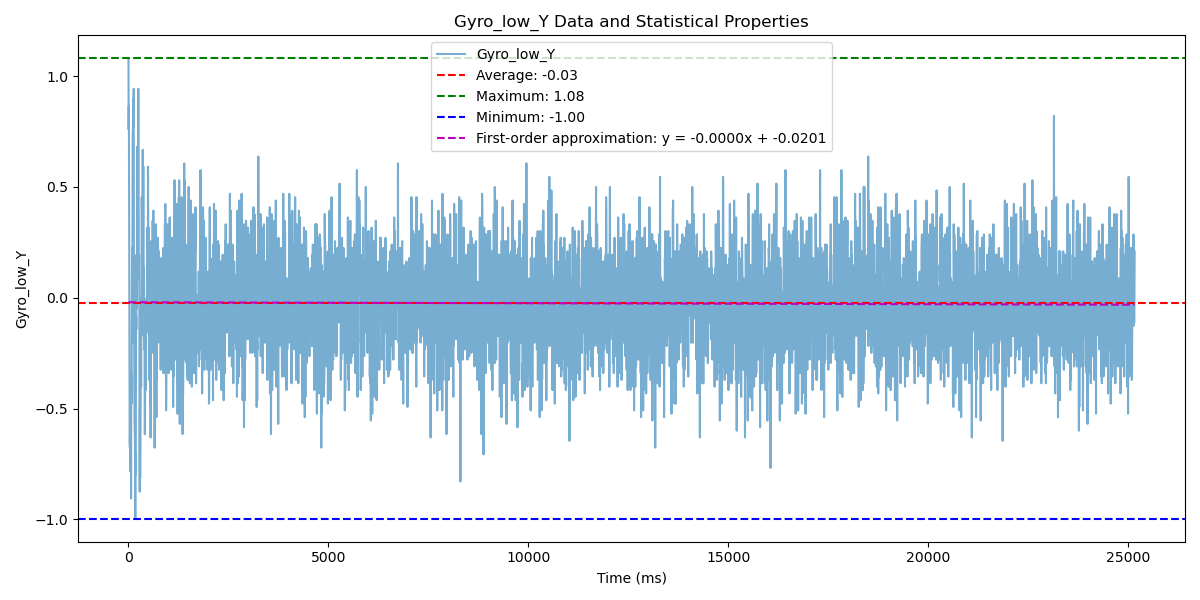 Gyro_low_Y Data and Statistical Properties
Gyro_low_Y
Average: -0.03
Maximum: 1.08
Minimum: -1.00
First-order approximation: y = -0.0000x + -0.0201
Gyro_low_Y
1.0
0.5
0.0
−0.5
−1.0
0 5000 10000 15000 20000 25000
Time (ms)